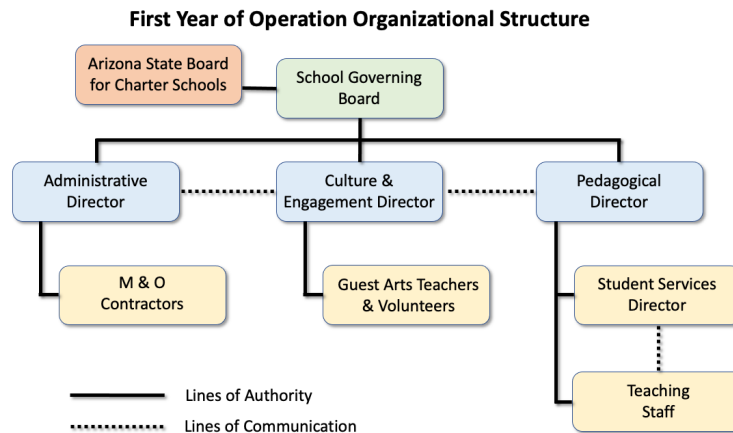 First Year of Operation Organizational Structure
Arizona State Board
for Charter Schools
School Governing
Board
Administrative
Director
Culture &
Engagement Director
Pedagogical
Director
M & O
Contractors
Guest Arts Teachers
& Volunteers
Student Services
Director
Teaching
Staff
Lines of Authority
Lines of Communication